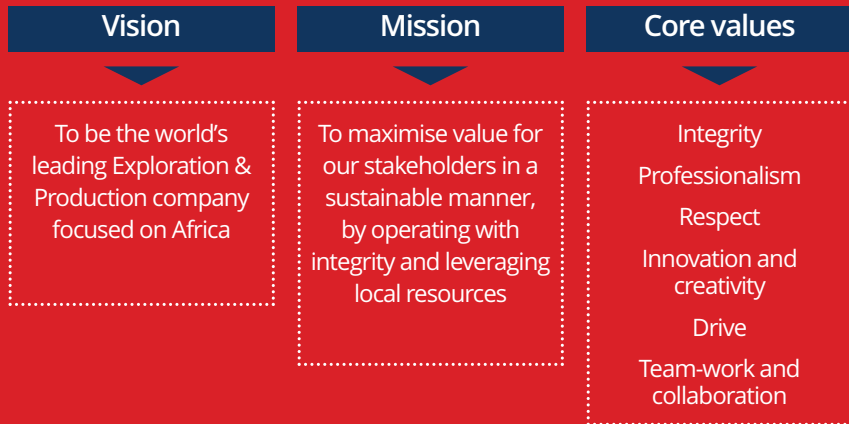 Vision
To be the world’s
leading Exploration &
Production company
focused on Africa
Mission
To maximise value for
our stakeholders in a
sustainable manner,
by operating with
integrity and leveraging
local resources
Core values
Integrity
Professionalism
Respect
Innovation and
creativity
Drive
Team-work and
collaboration